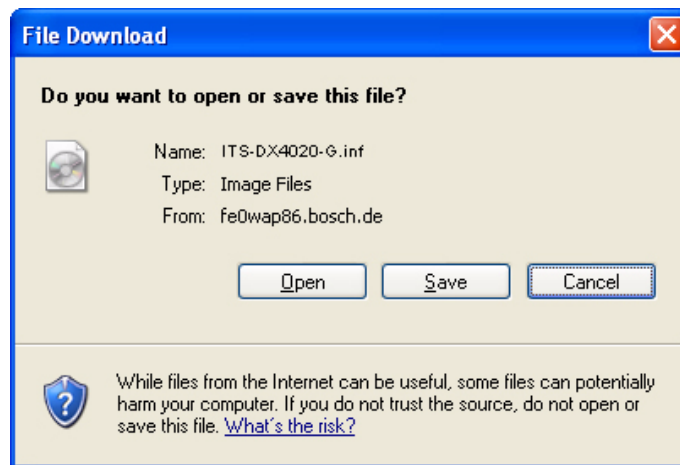 File Download
Do you want to open or save this file?
Name: ITS-DX4020-G.inf
Type: Image Files
From: fe0wap86.bosch.de
Open Save Cancel
While files from the Internet can be useful, some files can potentially
harm your computer. If you do not trust the source, do not open or
save this file. What's the risk?